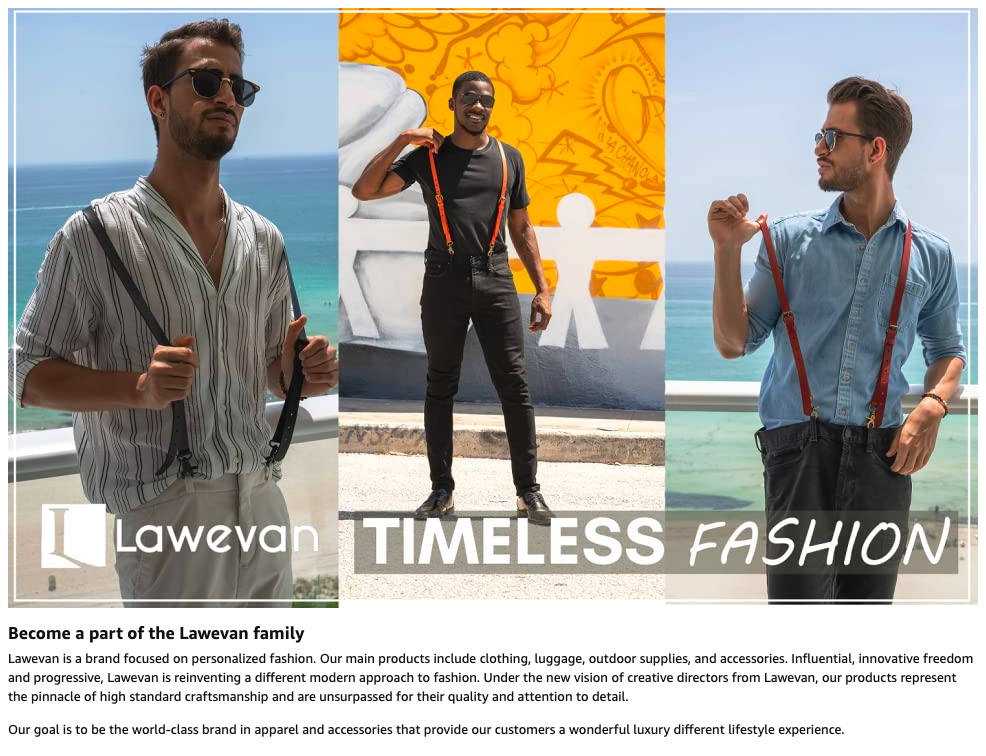 "LA CHANOLA
Lawevan
TIMELESS FASHION
Become a part of the Lawevan family
Lawevan is a brand focused on personalized fashion. Our main products include clothing, luggage, outdoor supplies, and accessories. Influential, innovative freedom
and progressive, Lawevan is reinventing a different modern approach to fashion. Under the new vision of creative directors from Lawevan, our products represent
the pinnacle of high standard craftsmanship and are unsurpassed for their quality and attention to detail.
Our goal is to be the world-class brand in apparel and accessories that provide our customers a wonderful luxury different lifestyle experience.